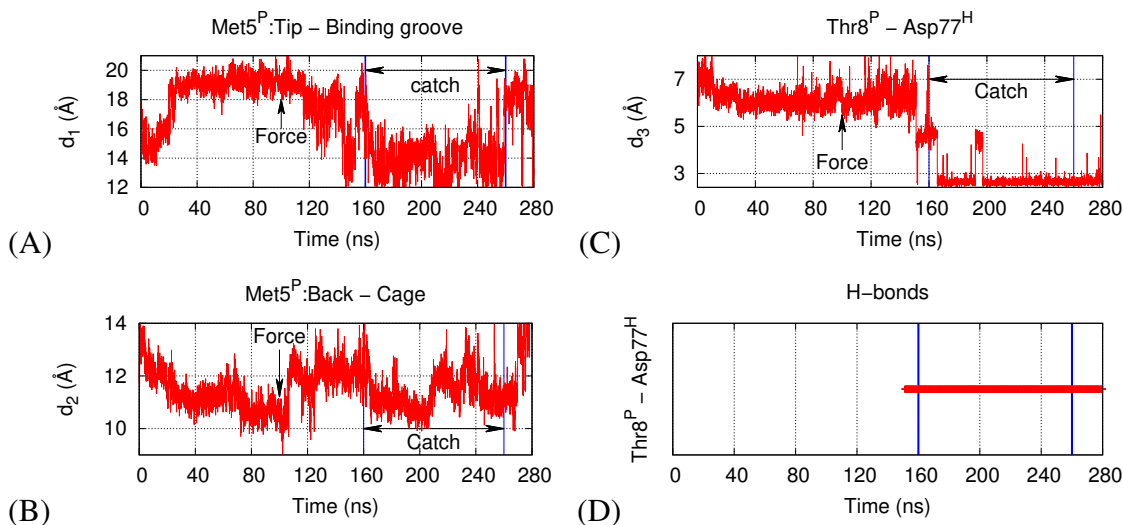 Met5ᴾ:Tip – Binding groove
d₁ (Å)
20
18
16
14
12
catch
Force
0 40 80 120 160 200 240 280
Time (ns)
(A)
Thr8ᴾ – Asp77ᴴ
d₃ (Å)
7
5
3
Catch
Force
0 40 80 120 160 200 240 280
Time (ns)
(C)
Met5ᴾ:Back – Cage
d₂ (Å)
14
12
10
Force
Catch
0 40 80 120 160 200 240 280
Time (ns)
(B)
H–bonds
Thr8ᴾ – Asp77ᴴ
0 40 80 120 160 200 240 280
Time (ns)
(D)